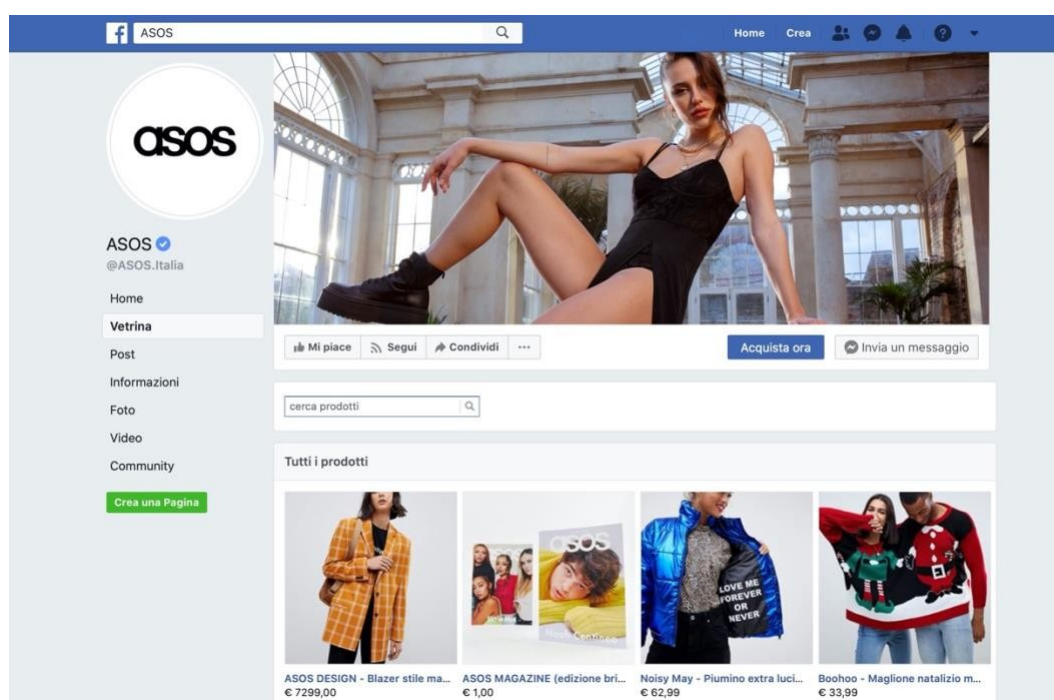 ASOS
Home
Crea
asos
ASOS
@ASOS.Italia
Home
Vetrina
Post
Informazioni
Foto
Video
Community
Crea una Pagina
Mi piace
Segui
Condividi
...
Acquista ora
Invia un messaggio
cerca prodotti
Tutti i prodotti
asos
LOVE ME
FOREVER
OR
NEVER
ASOS DESIGN - Blazer stile ma...
€ 7299,00
ASOS MAGAZINE (edizione bri...
€ 1,00
Noisy May - Piumino extra luci...
€ 62,99
Boohoo - Maglione natalizio m...
€ 33,99